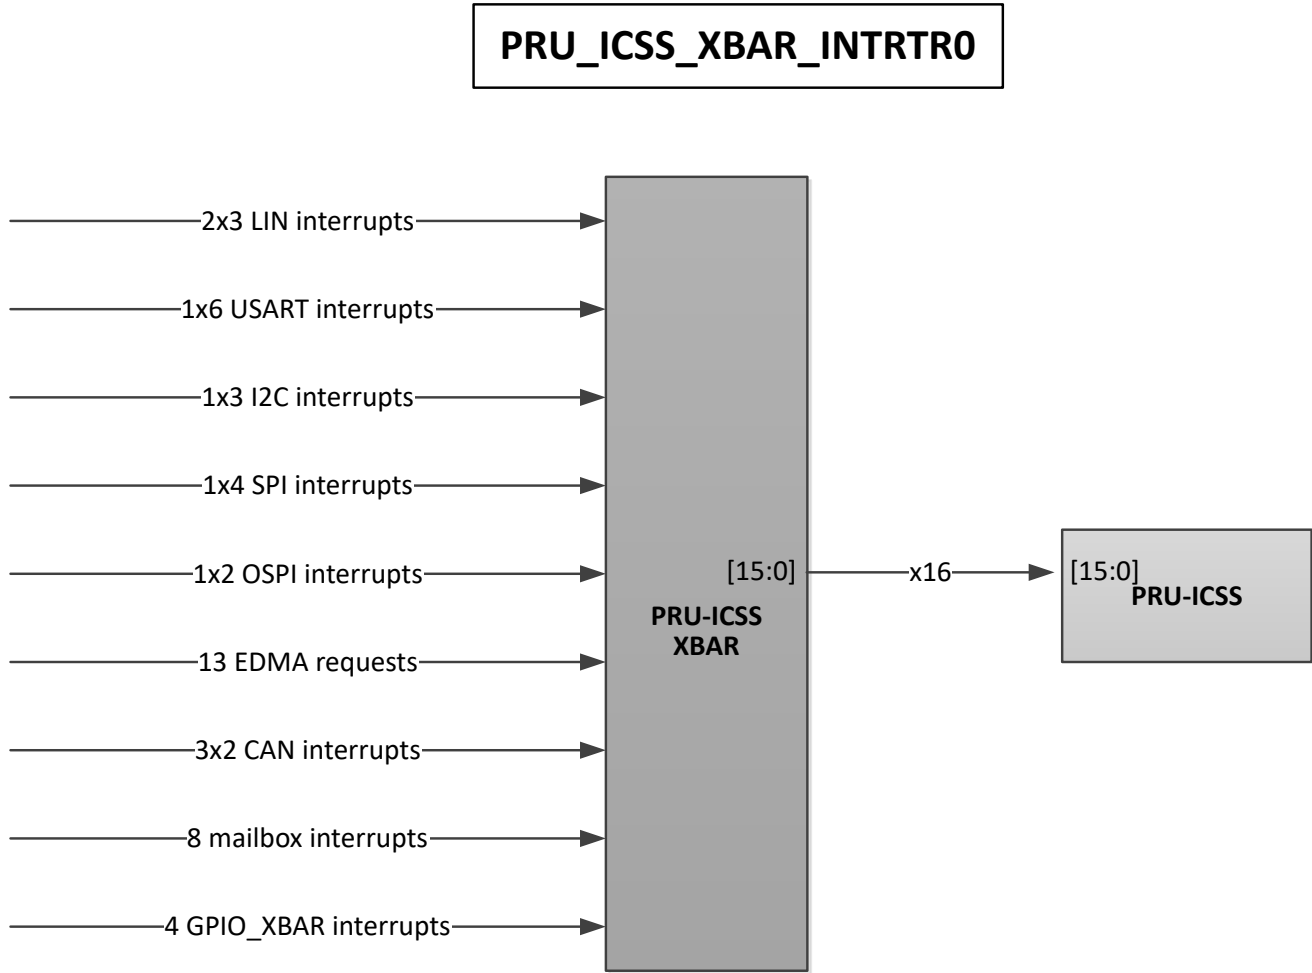 PRU_ICSS_XBAR_INTRTR0
2x3 LIN interrupts
1x6 USART interrupts
1x3 I2C interrupts
1x4 SPI interrupts
1x2 OSPI interrupts
13 EDMA requests
3x2 CAN interrupts
8 mailbox interrupts
4 GPIO_XBAR interrupts
[15:0]
PRU-ICSS
XBAR
x16
[15:0]
PRU-ICSS